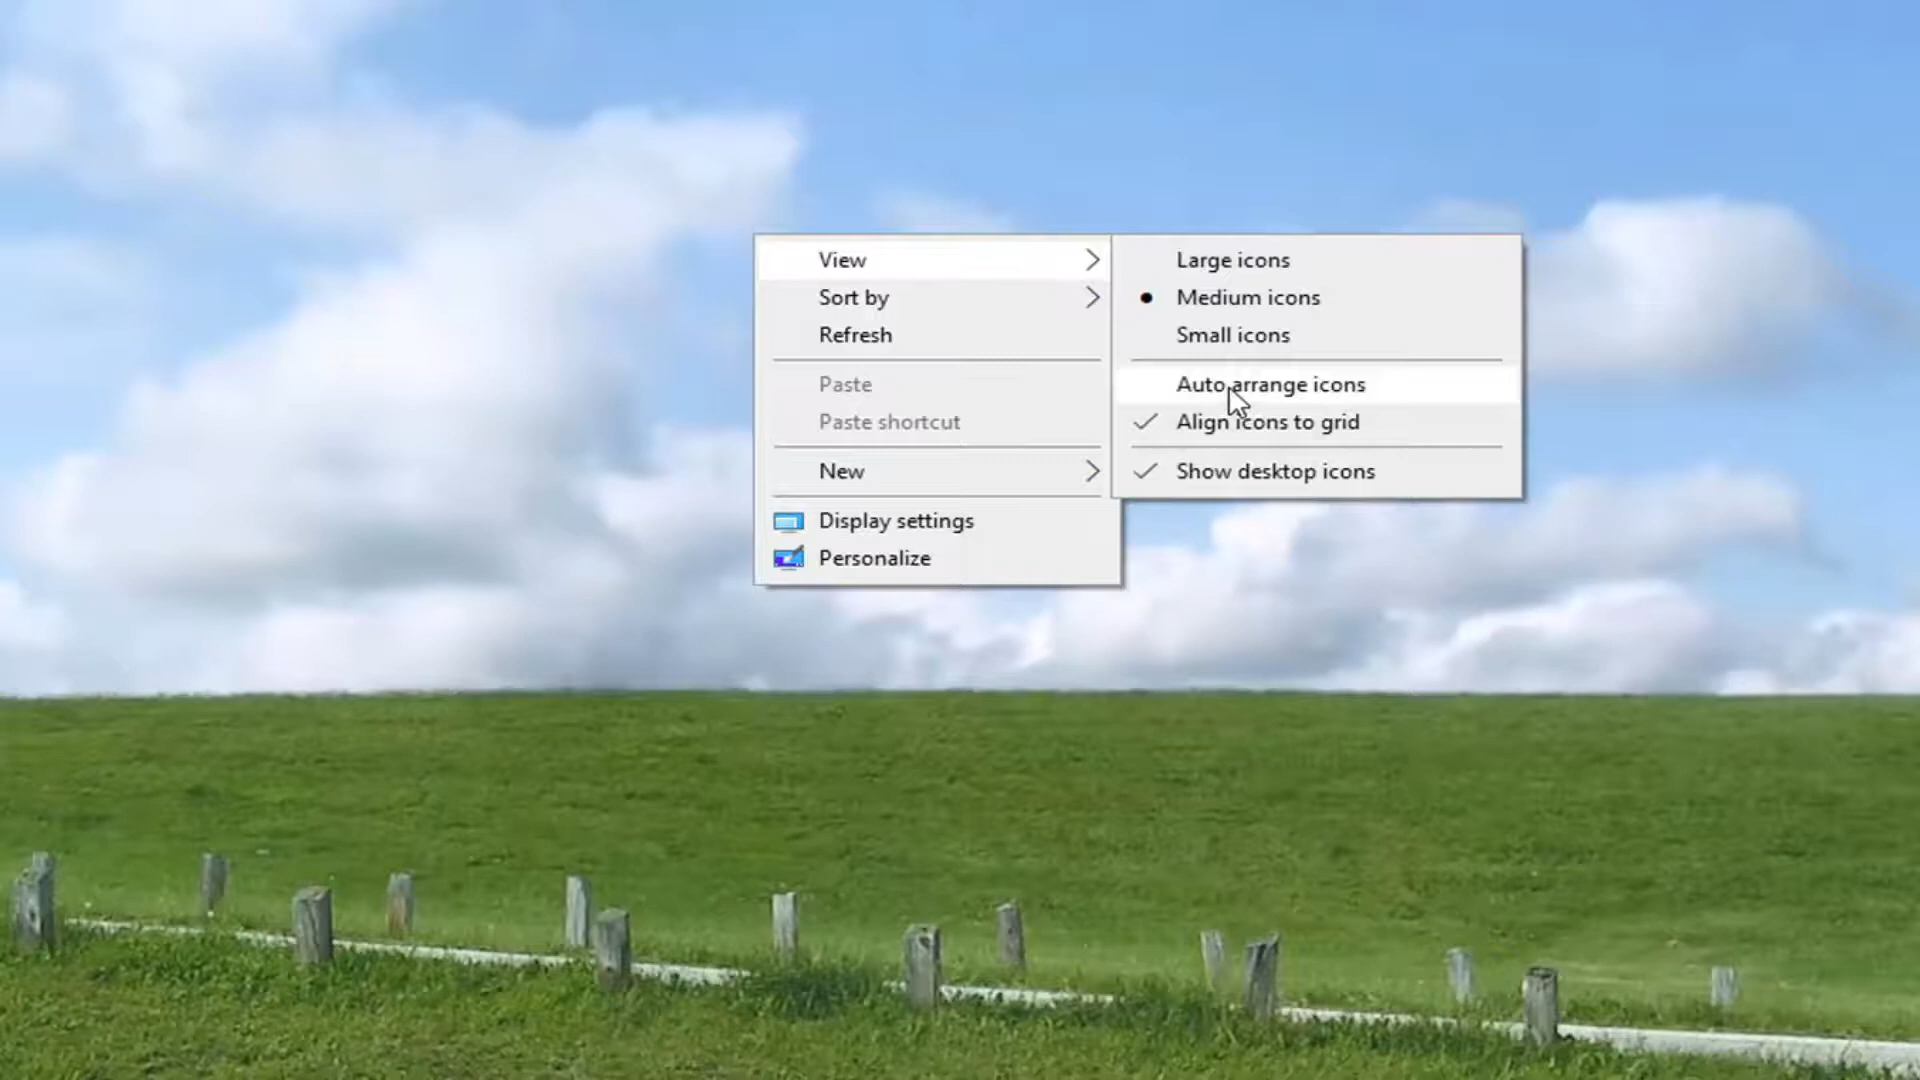 View
Sort by
Refresh
Paste
Paste shortcut
New
Display settings
Personalize
Large icons
Medium icons
Small icons
Auto arrange icons
Align icons to grid
Show desktop icons